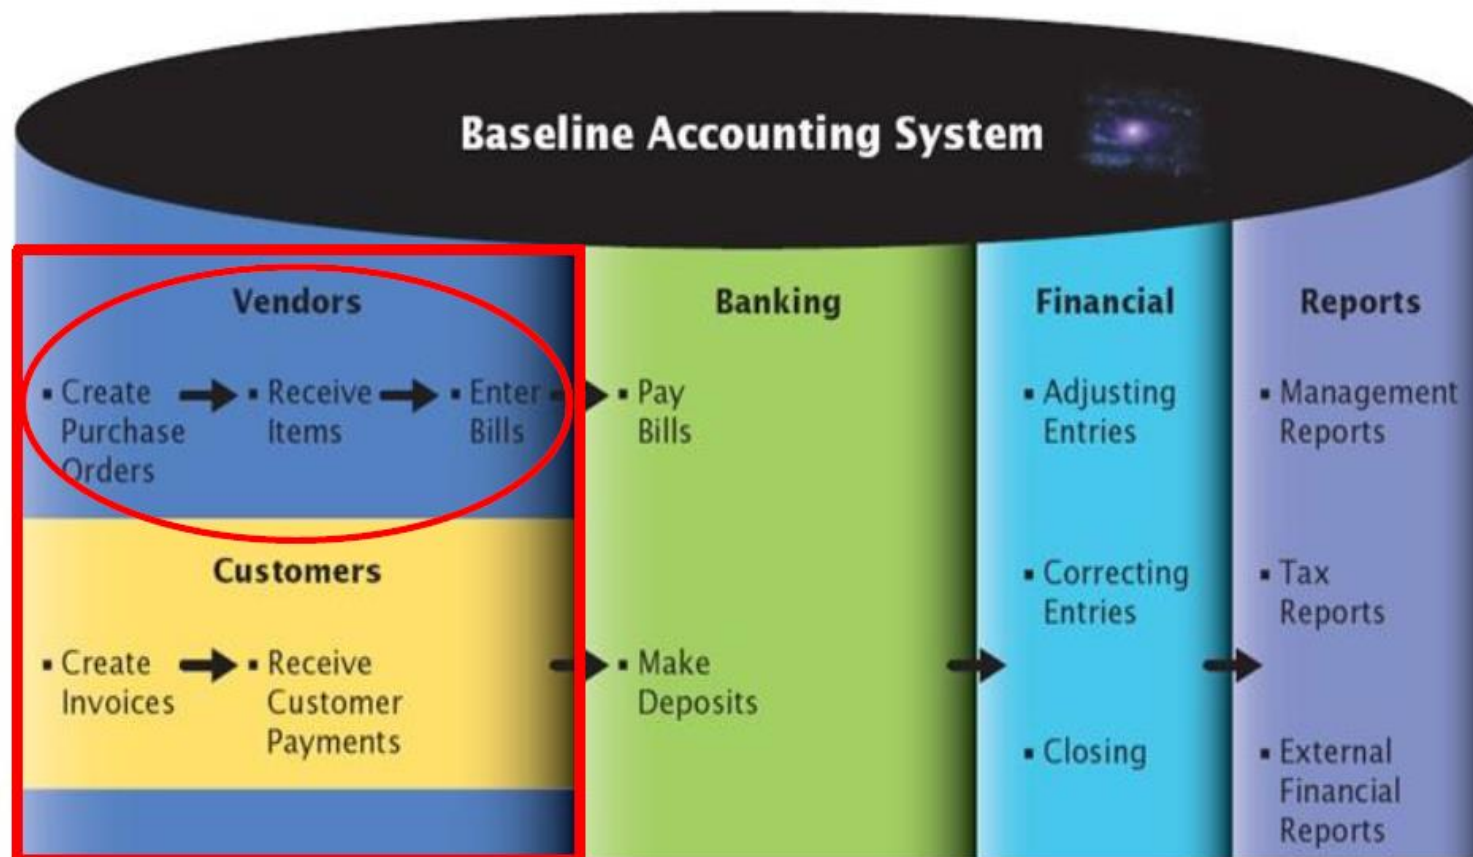 Baseline Accounting System
Vendors
▪ Create
Purchase
Orders
▪ Receive
Items
▪ Enter
Bills
Customers
▪ Create
Invoices
▪ Receive
Customer
Payments
Banking
▪ Pay
Bills
▪ Make
Deposits
Financial
▪ Adjusting
Entries
▪ Correcting
Entries
▪ Closing
Reports
▪ Management
Reports
▪ Tax
Reports
▪ External
Financial
Reports